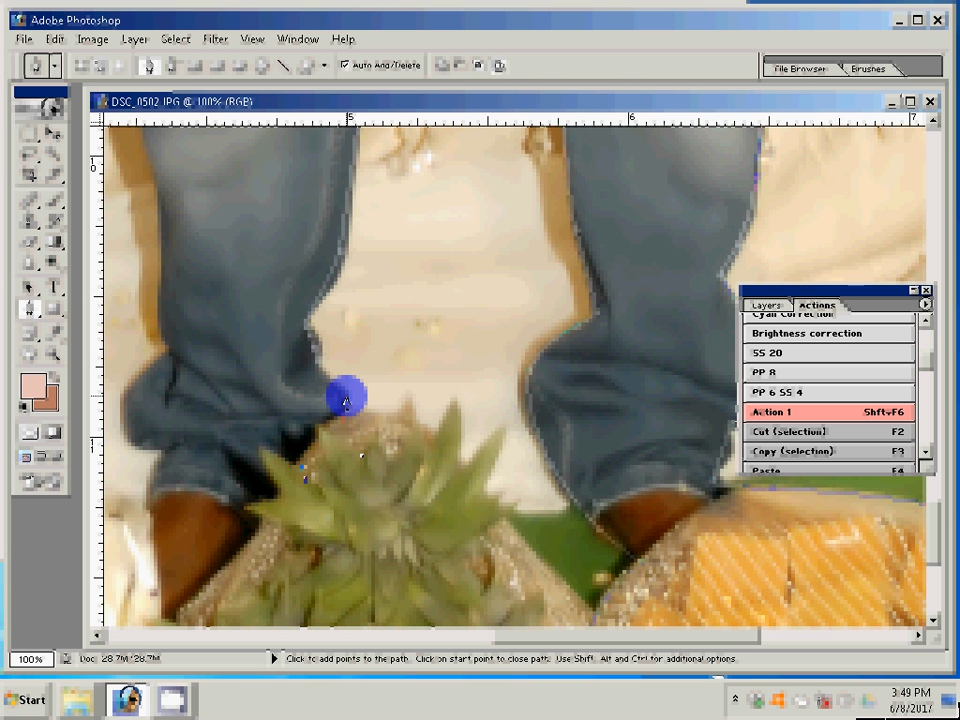 Adobe Photoshop
File Edit Image Layer Select Filter View Window Help
Auto Add/Delete
File Browser Brushes
DSC_0502.JPG @ 100% (RGB)
5 6 7
10
11
Layers Actions
Cyan Correction
Brightness correction
SS 20
PP 8
PP 6 SS 4
Action 1 Shft+F6
Cut (selection) F2
Copy (selection) F3
Paste F4
100% Doc: 28.7M/28.7M Click to add points to the path. Click on start point to close path. Use Shift, Alt and Ctrl for additional options.
Start
3:49 PM
6/8/2017